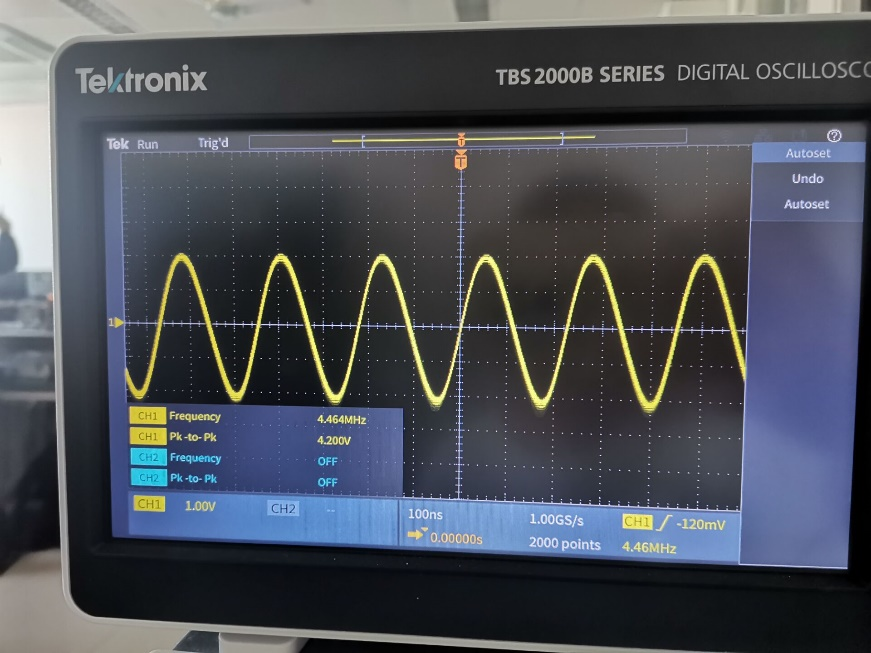 Tektronix
TBS 2000B SERIES DIGITAL OSCILLOSCO
Tek Run Trig'd
T
T
?
Autoset
Undo
Autoset
1
CH1 Frequency 4.464MHz
CH1 Pk-to-Pk 4.200V
CH2 Frequency OFF
CH2 Pk-to-Pk OFF
CH1 1.00V CH2 --
100ns 1.00GS/s CH1 -120mV
0.00000s 2000 points 4.46MHz